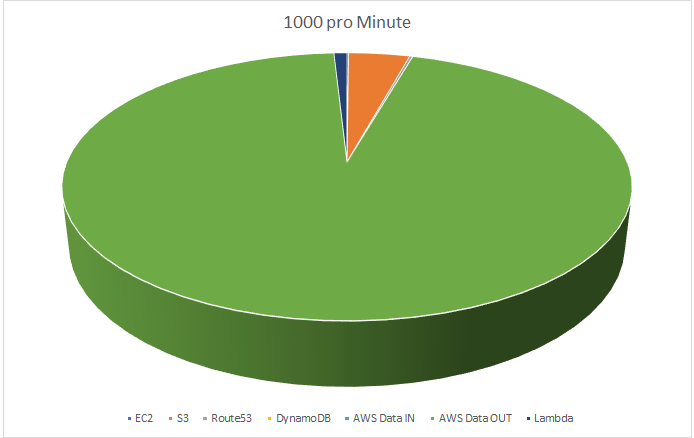 1000 pro Minute
EC2 S3 Route53 DynamoDB AWS Data IN AWS Data OUT Lambda